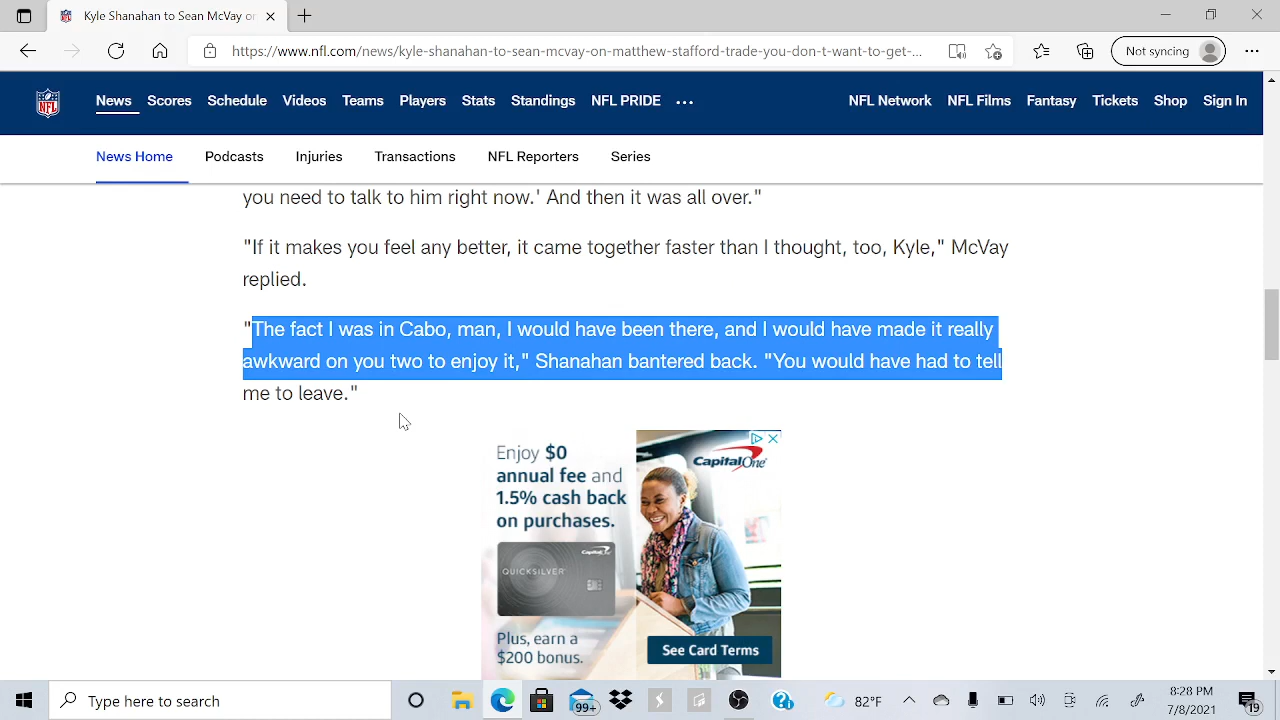 Kyle Shanahan to Sean McVay on
https://www.nfl.com/news/kyle-shanahan-to-sean-mcvay-on-matthew-stafford-trade-you-don-t-want-to-get-...
Not syncing
NFL
News Scores Schedule Videos Teams Players Stats Standings NFL PRIDE ...
NFL Network NFL Films Fantasy Tickets Shop Sign In
News Home Podcasts Injuries Transactions NFL Reporters Series
you need to talk to him right now.' And then it was all over."
"If it makes you feel any better, it came together faster than I thought, too, Kyle," McVay
replied.
"The fact I was in Cabo, man, I would have been there, and I would have made it really
awkward on you two to enjoy it," Shanahan bantered back. "You would have had to tell
me to leave."
Enjoy $0
annual fee and
1.5% cash back
on purchases.
Capital One
QUICKSILVER
Capital One
Plus, earn a
$200 bonus.
See Card Terms
Type here to search
99+
82°F
8:28 PM
7/8/2021
19